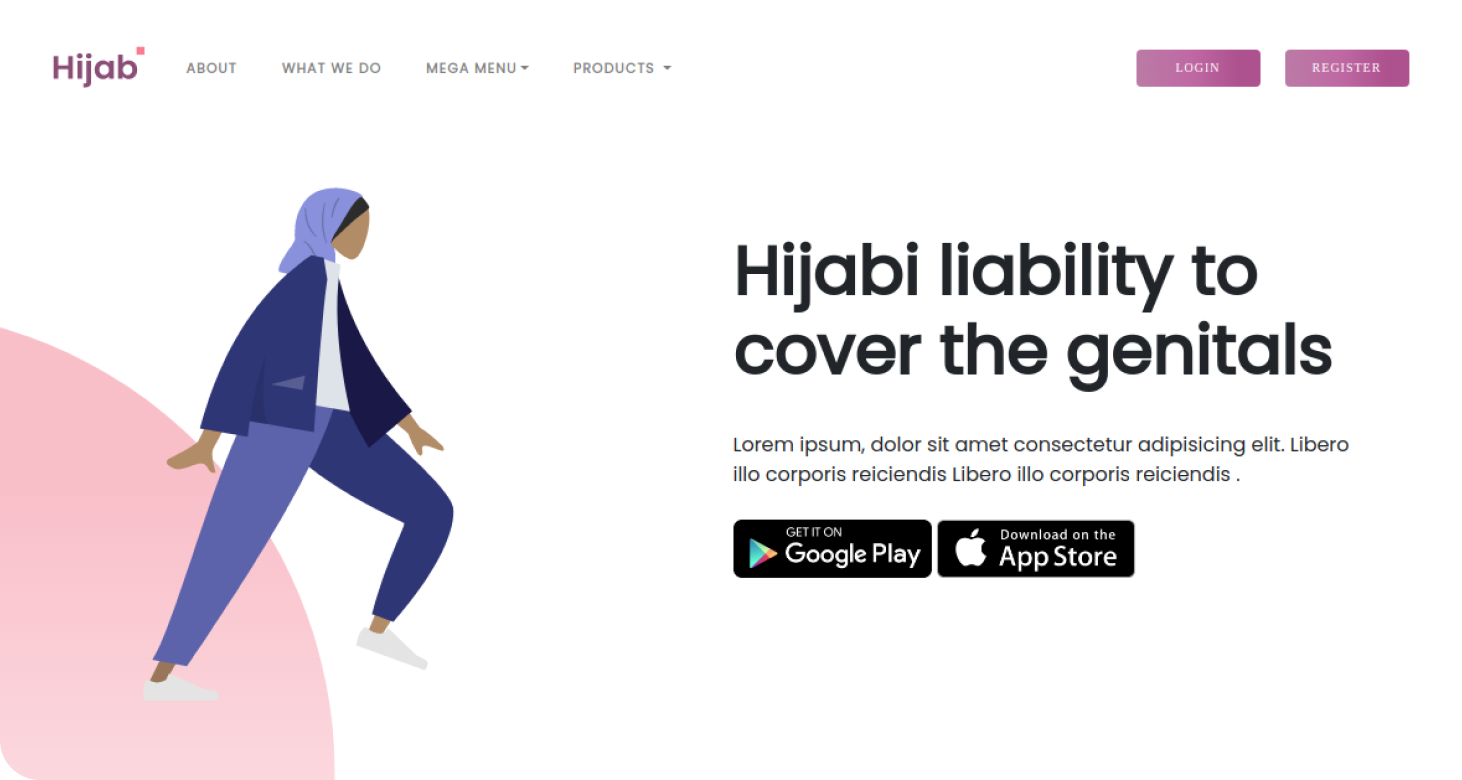 Hijab
ABOUT
WHAT WE DO
MEGA MENU
PRODUCTS
LOGIN
REGISTER
Hijabi liability to
cover the genitals
Lorem ipsum, dolor sit amet consectetur adipisicing elit. Libero
illo corporis reiciendis Libero illo corporis reiciendis .
GET IT ON
Google Play
Download on the
App Store